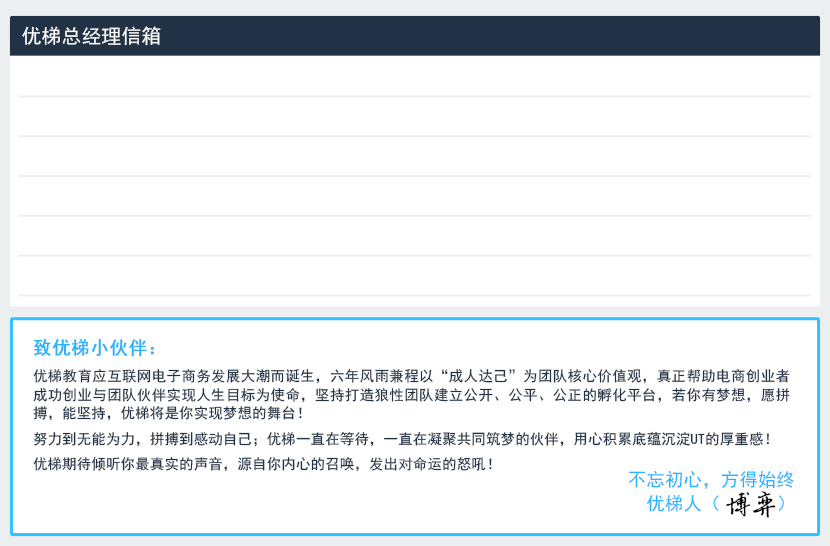 优梯总经理信箱
致优梯小伙伴：
优梯教育应互联网电子商务发展大潮而诞生，六年风雨兼程以“成人达己”为团队核心价值观，真正帮助电商创业者
成功创业与团队伙伴实现人生目标为使命，坚持打造狼性团队建立公开、公平、公正的孵化平台，若你有梦想，愿拼
搏，能坚持，优梯将是你实现梦想的舞台！
努力到无能为力，拼搏到感动自己；优梯一直在等待，一直在凝聚共同筑梦的伙伴，用心积累底蕴沉淀UT的厚重感！
优梯期待倾听你最真实的声音，源自你内心的召唤，发出对命运的怒吼！
不忘初心，方得始终
优梯人（博弈）